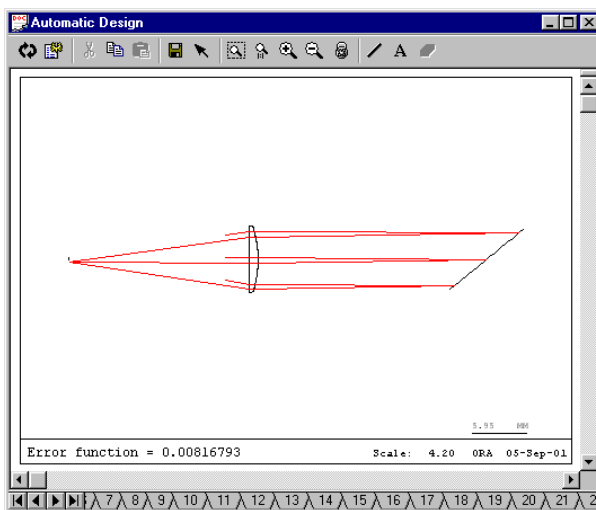 Automatic Design
A
5.95 MM
Error function = 0.00816793 Scale: 4.20 ORA 05-Sep-01
7 8 9 10 11 12 13 14 15 16 17 18 19 20 21 2